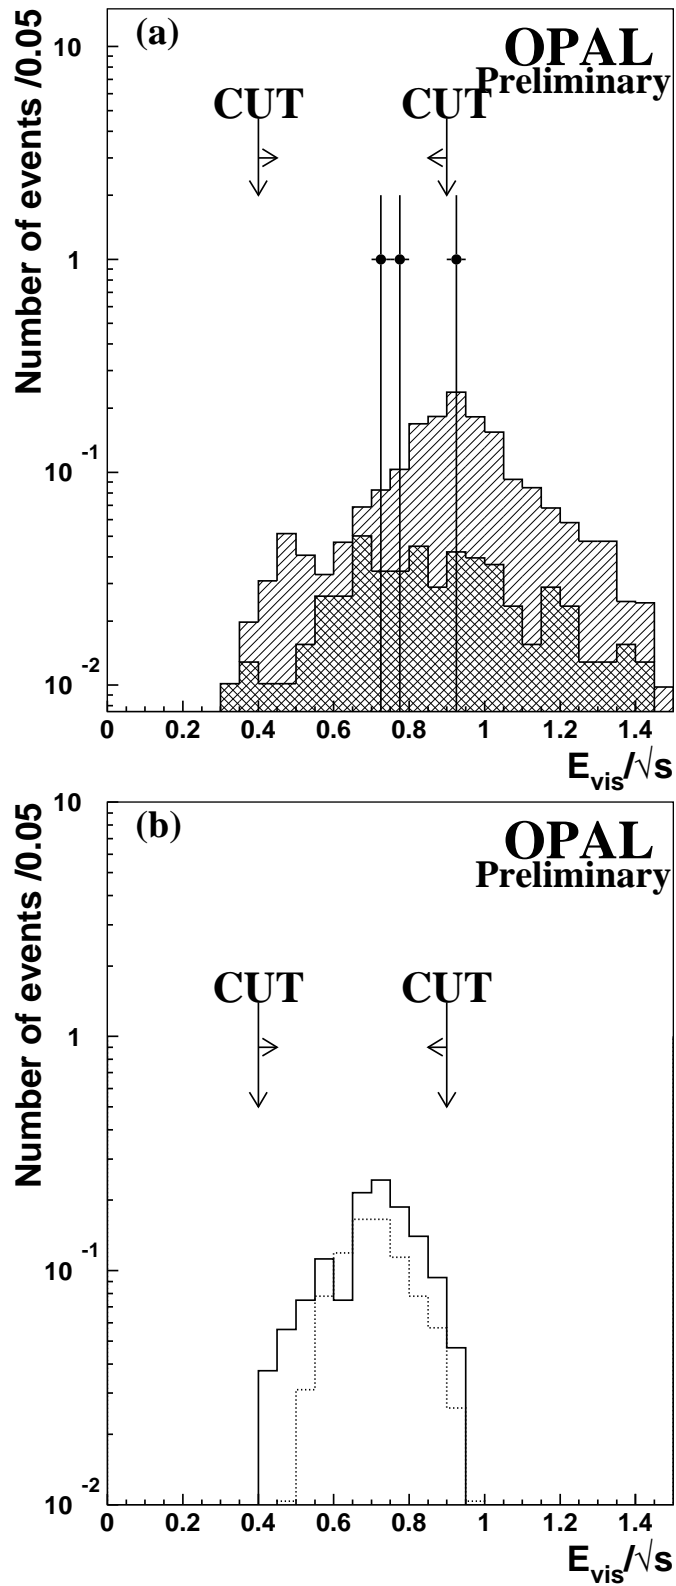 (a)
OPAL
Preliminary
CUT
CUT
Number of events /0.05
10
1
10 -1
10 -2
0 0.2 0.4 0.6 0.8 1 1.2 1.4
E_vis/√s
(b)
OPAL
Preliminary
CUT
CUT
Number of events /0.05
10
1
10 -1
10 -2
0 0.2 0.4 0.6 0.8 1 1.2 1.4
E_vis/√s